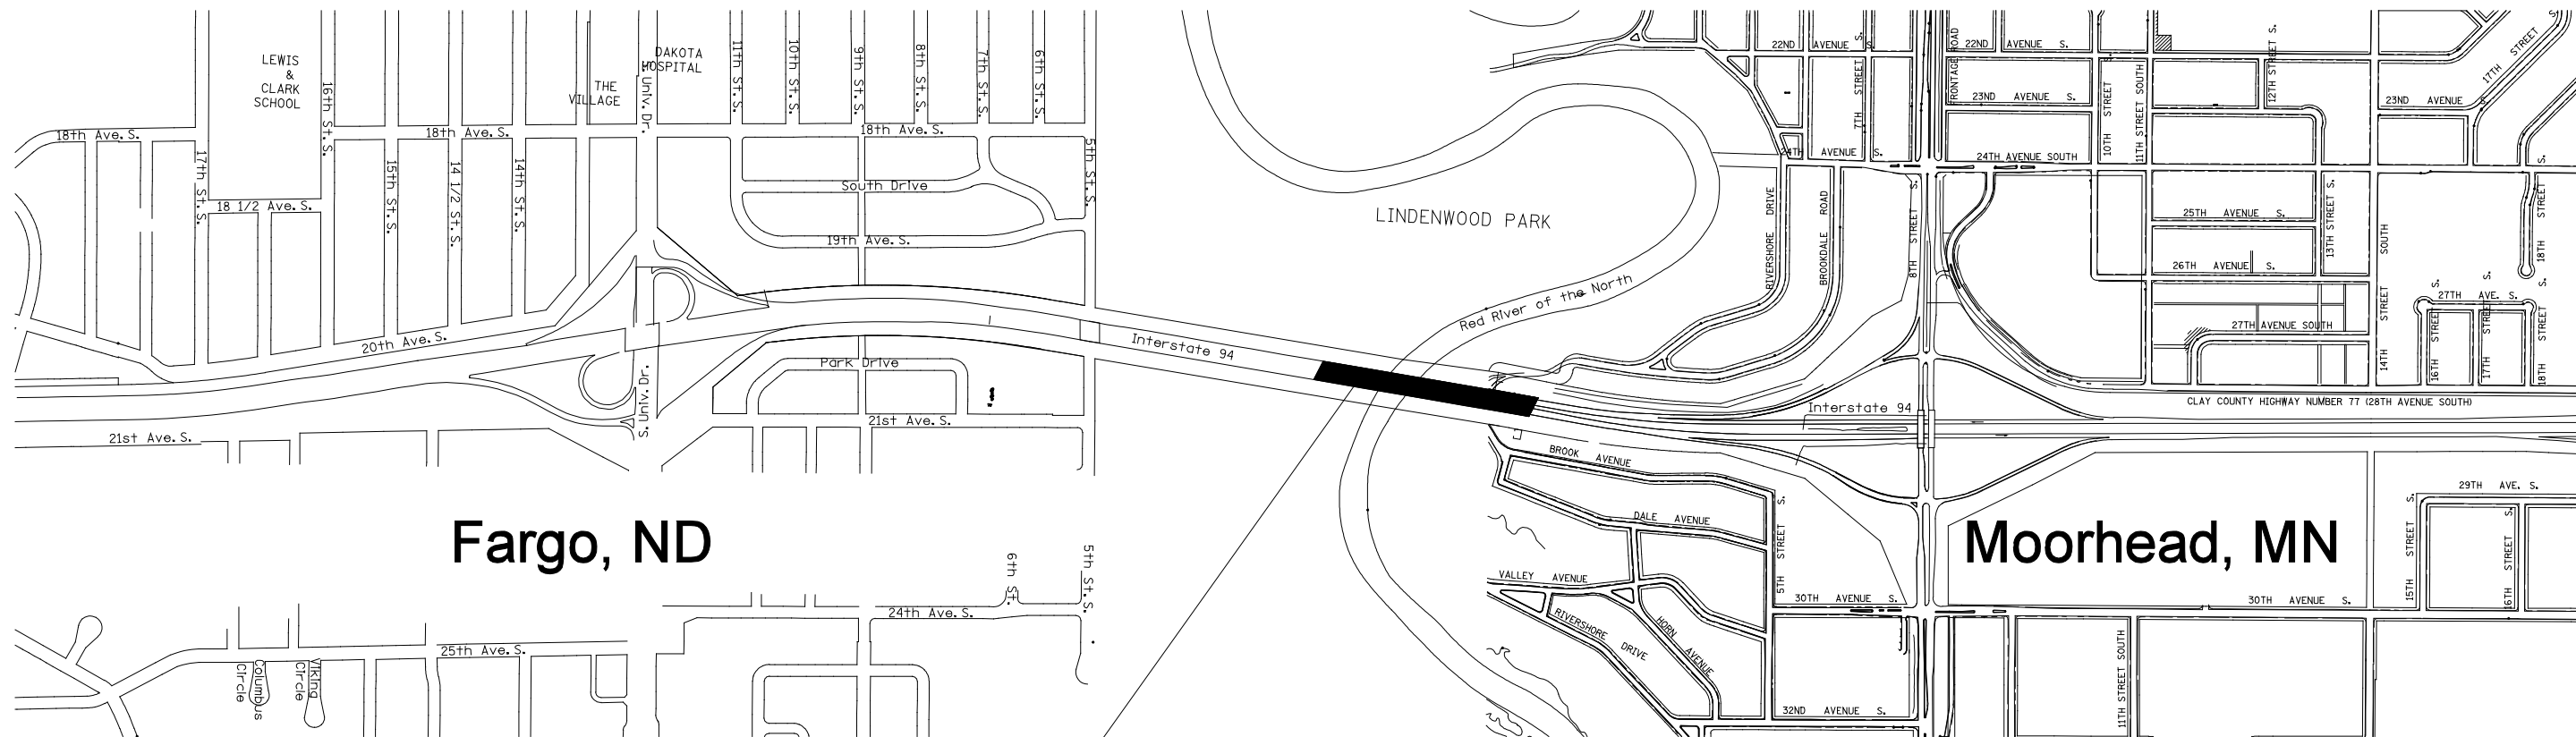 LEWIS
&
CLARK
SCHOOL
16th St. S.
THE
VILLAGE
DAKOTA
HOSPITAL
S. Univ. Dr.
11th St. S.
10th St. S.
9th St. S.
8th St. S.
7th St. S.
6th St. S.
18th Ave. S.
18th Ave. S.
18th Ave. S.
17th St. S.
15th St. S.
14 1/2 St. S.
14th St. S.
5th St. S.
18 1/2 Ave. S.
South Drive
19th Ave. S.
20th Ave. S.
Park Drive
21st Ave. S.
21st Ave. S.
S. Univ. Dr.
Interstate 94
LINDENWOOD PARK
Red River of the North
Fargo, ND
6th St.
5th St. S.
24th Ave. S.
25th Ave. S.
Columbus
Circle
Viking
Circle
22ND AVENUE S.
22ND AVENUE S.
FRONTAGE ROAD
7TH STREET S.
23ND AVENUE S.
10TH STREET S.
11TH STREET SOUTH
12TH STREET S.
17TH STREET S.
23ND AVENUE S.
24TH AVENUE S.
24TH AVENUE SOUTH
RIVERSHORE DRIVE
BROOKDALE ROAD
8TH STREET S.
25TH AVENUE S.
13TH STREET S.
14TH STREET SOUTH
18TH STREET S.
26TH AVENUE S.
27TH AVE. S.
27TH AVENUE SOUTH
16TH STREET S.
17TH STREET S.
18TH STREET S.
CLAY COUNTY HIGHWAY NUMBER 77 (28TH AVENUE SOUTH)
Interstate 94
BROOK AVENUE
DALE AVENUE
5TH STREET S.
Moorhead, MN
29TH AVE. S.
15TH STREET S.
16TH STREET S.
VALLEY AVENUE
30TH AVENUE S.
30TH AVENUE S.
RIVERSHORE DRIVE
HORN AVENUE
11TH STREET SOUTH
32ND AVENUE S.